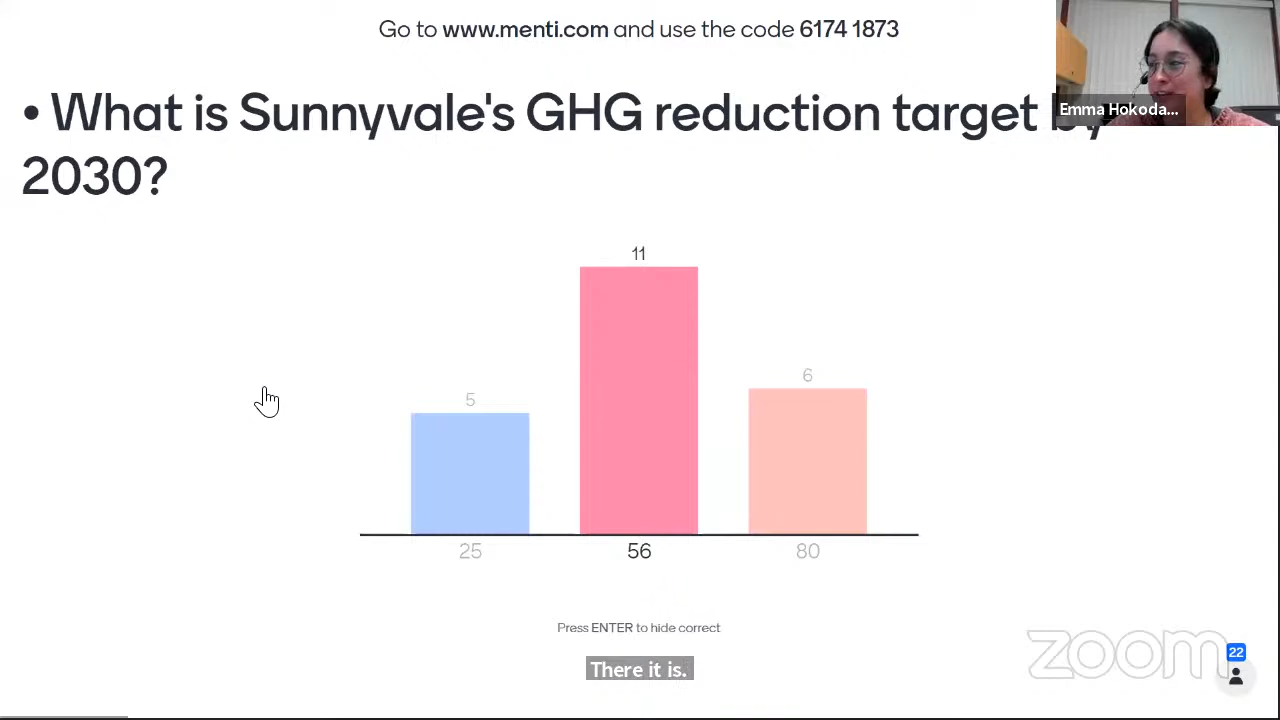 Go to www.menti.com and use the code 6174 1873
Emma Hokoda...
• What is Sunnyvale's GHG reduction target by
2030?
11
5
6
25
56
80
Press ENTER to hide correct
There it is.
zoom
22